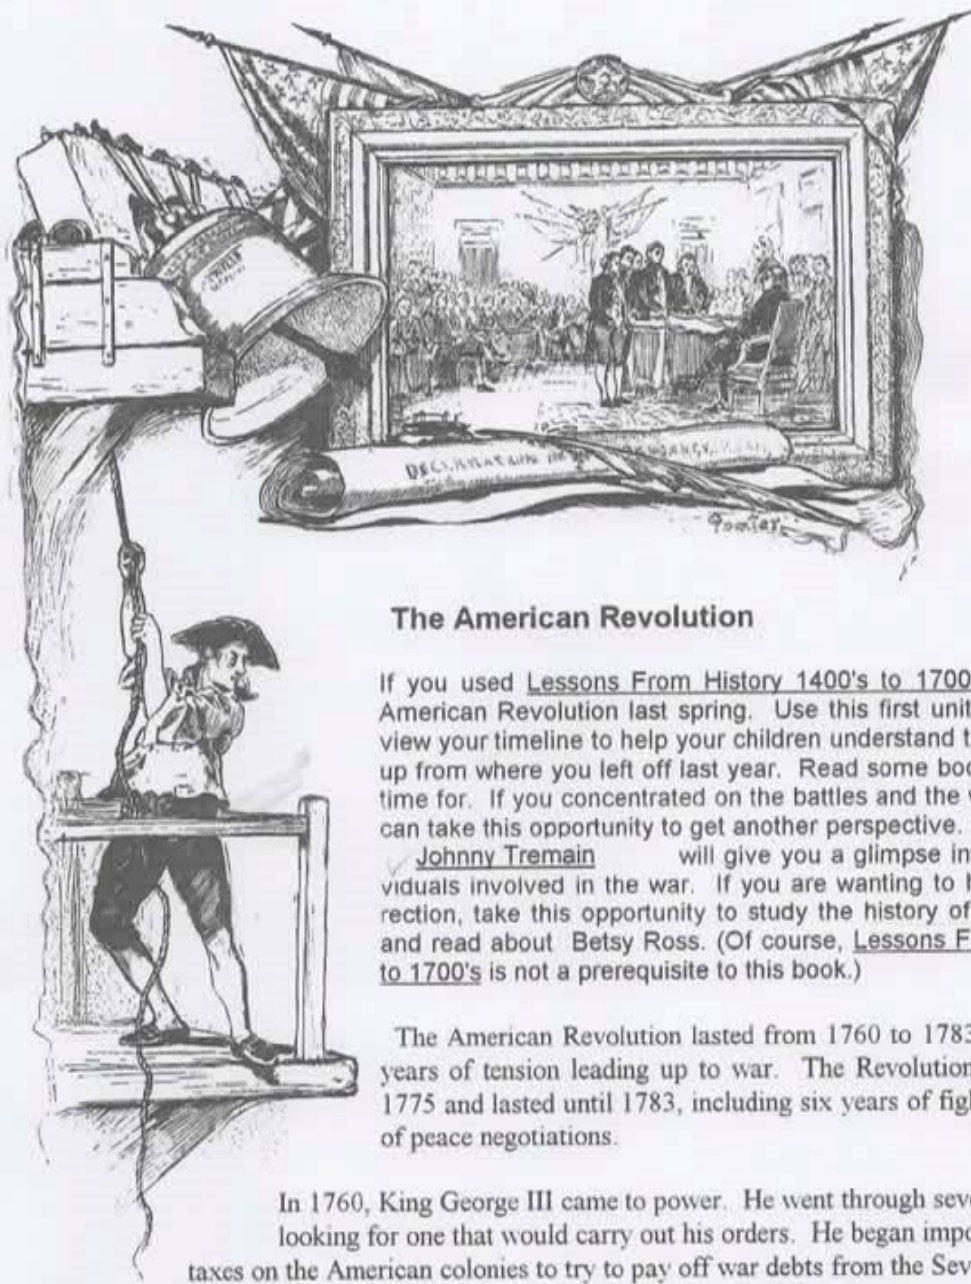 DECLARATION
The American Revolution
If you used Lessons From History 1400's to 1700
American Revolution last spring. Use this first unit
view your timeline to help your children understand t
up from where you left off last year. Read some boo
time for. If you concentrated on the battles and the
can take this opportunity to get another perspective.
Johnny Tremain will give you a glimpse in
viduals involved in the war. If you are wanting to
rection, take this opportunity to study the history of
and read about Betsy Ross. (Of course, Lessons F
to 1700's is not a prerequisite to this book.)
The American Revolution lasted from 1760 to 1783
years of tension leading up to war. The Revolution
1775 and lasted until 1783, including six years of figh
of peace negotiations.
In 1760, King George III came to power. He went through seve
looking for one that would carry out his orders. He began impo
taxes on the American colonies to try to pay off war debts from the Sev